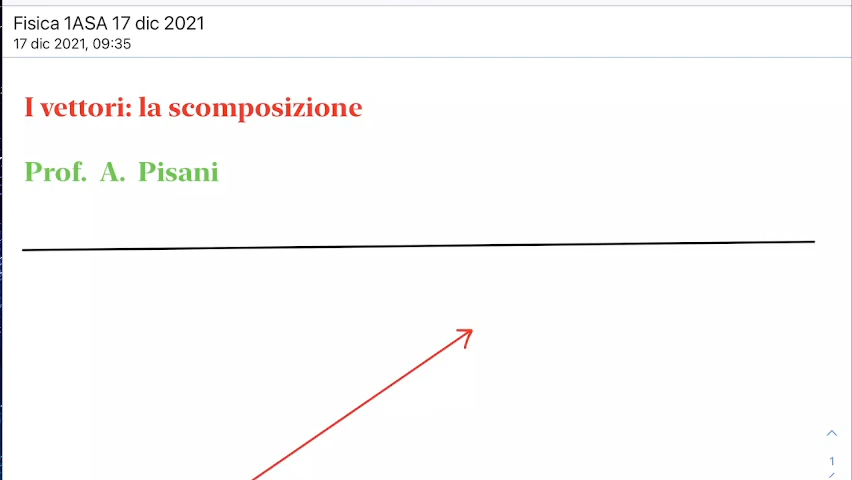 Fisica 1ASA 17 dic 2021
17 dic 2021, 09:35
I vettori: la scomposizione
Prof. A. Pisani
1